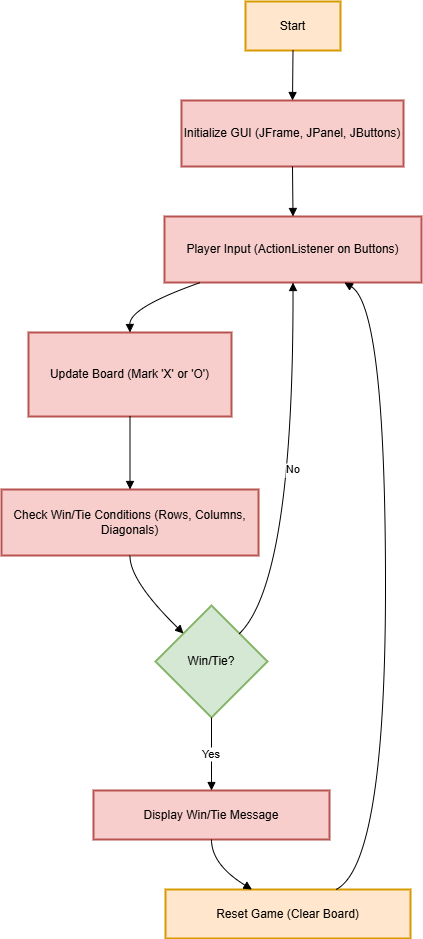 Start
Initialize GUI (JFrame, JPanel, JButtons)
Player Input (ActionListener on Buttons)
Update Board (Mark 'X' or 'O')
Check Win/Tie Conditions (Rows, Columns,
Diagonals)
No
Win/Tie?
Yes
Display Win/Tie Message
Reset Game (Clear Board)